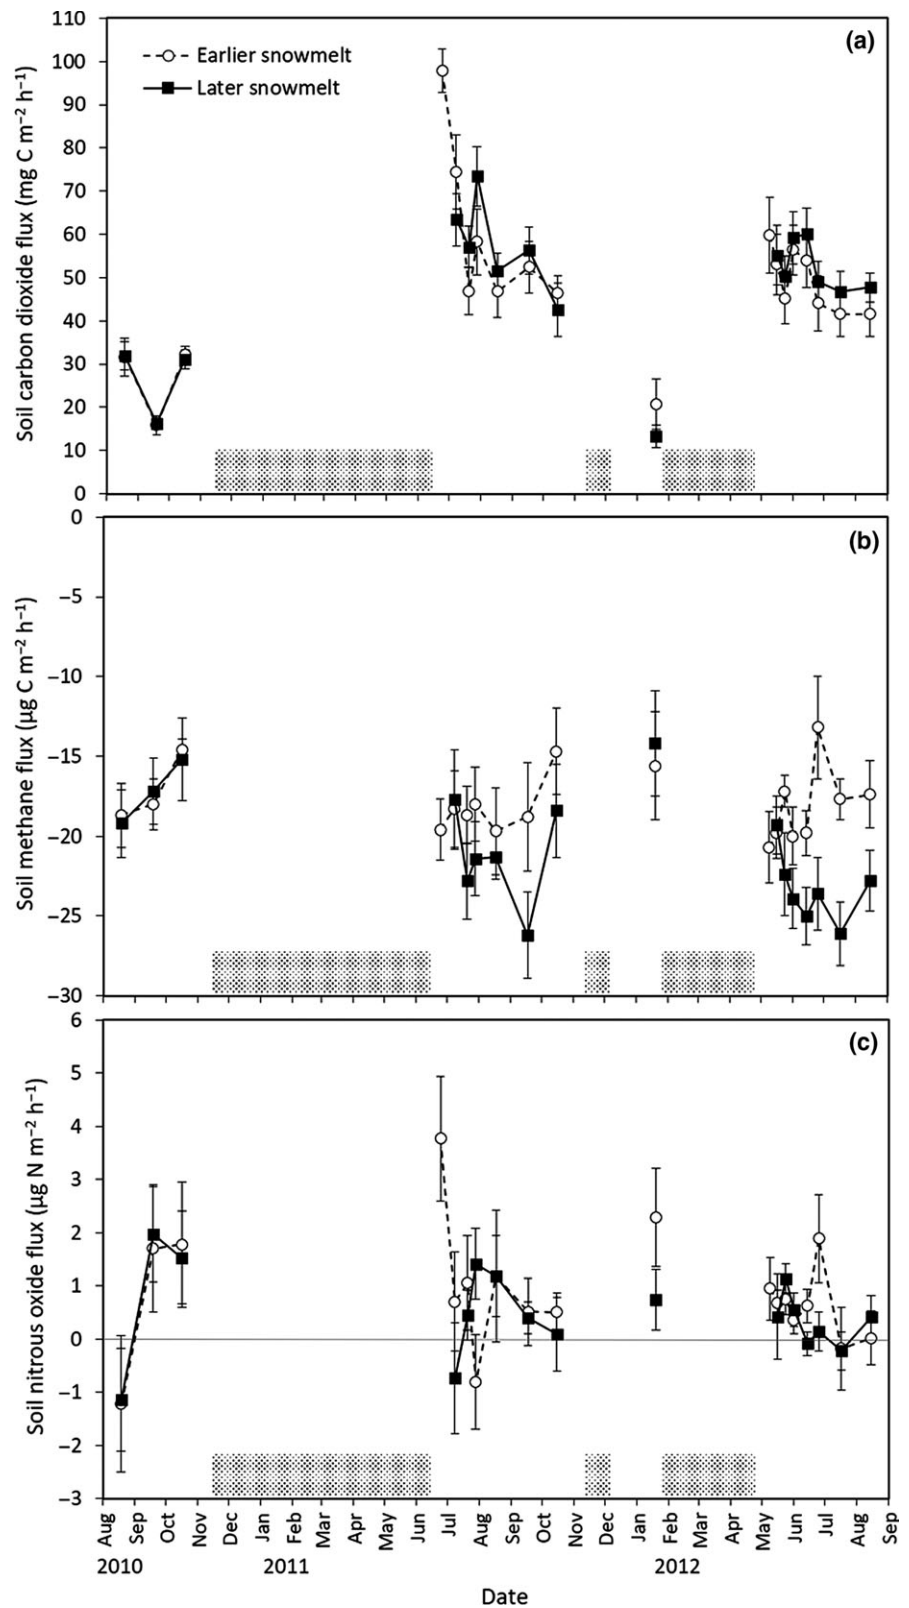 (a)
Earlier snowmelt
Later snowmelt
Soil carbon dioxide flux (mg C m⁻² h⁻¹)
110
100
90
80
70
60
50
40
30
20
10
0
(b)
Soil methane flux (µg C m⁻² h⁻¹)
0
−5
−10
−15
−20
−25
−30
(c)
Soil nitrous oxide flux (µg N m⁻² h⁻¹)
6
5
4
3
2
1
0
−1
−2
−3
Aug Sep Oct Nov Dec Jan Feb Mar Apr May Jun Jul Aug Sep Oct Nov Dec Jan Feb Mar Apr May Jun Jul Aug Sep
2010 2011 2012
Date